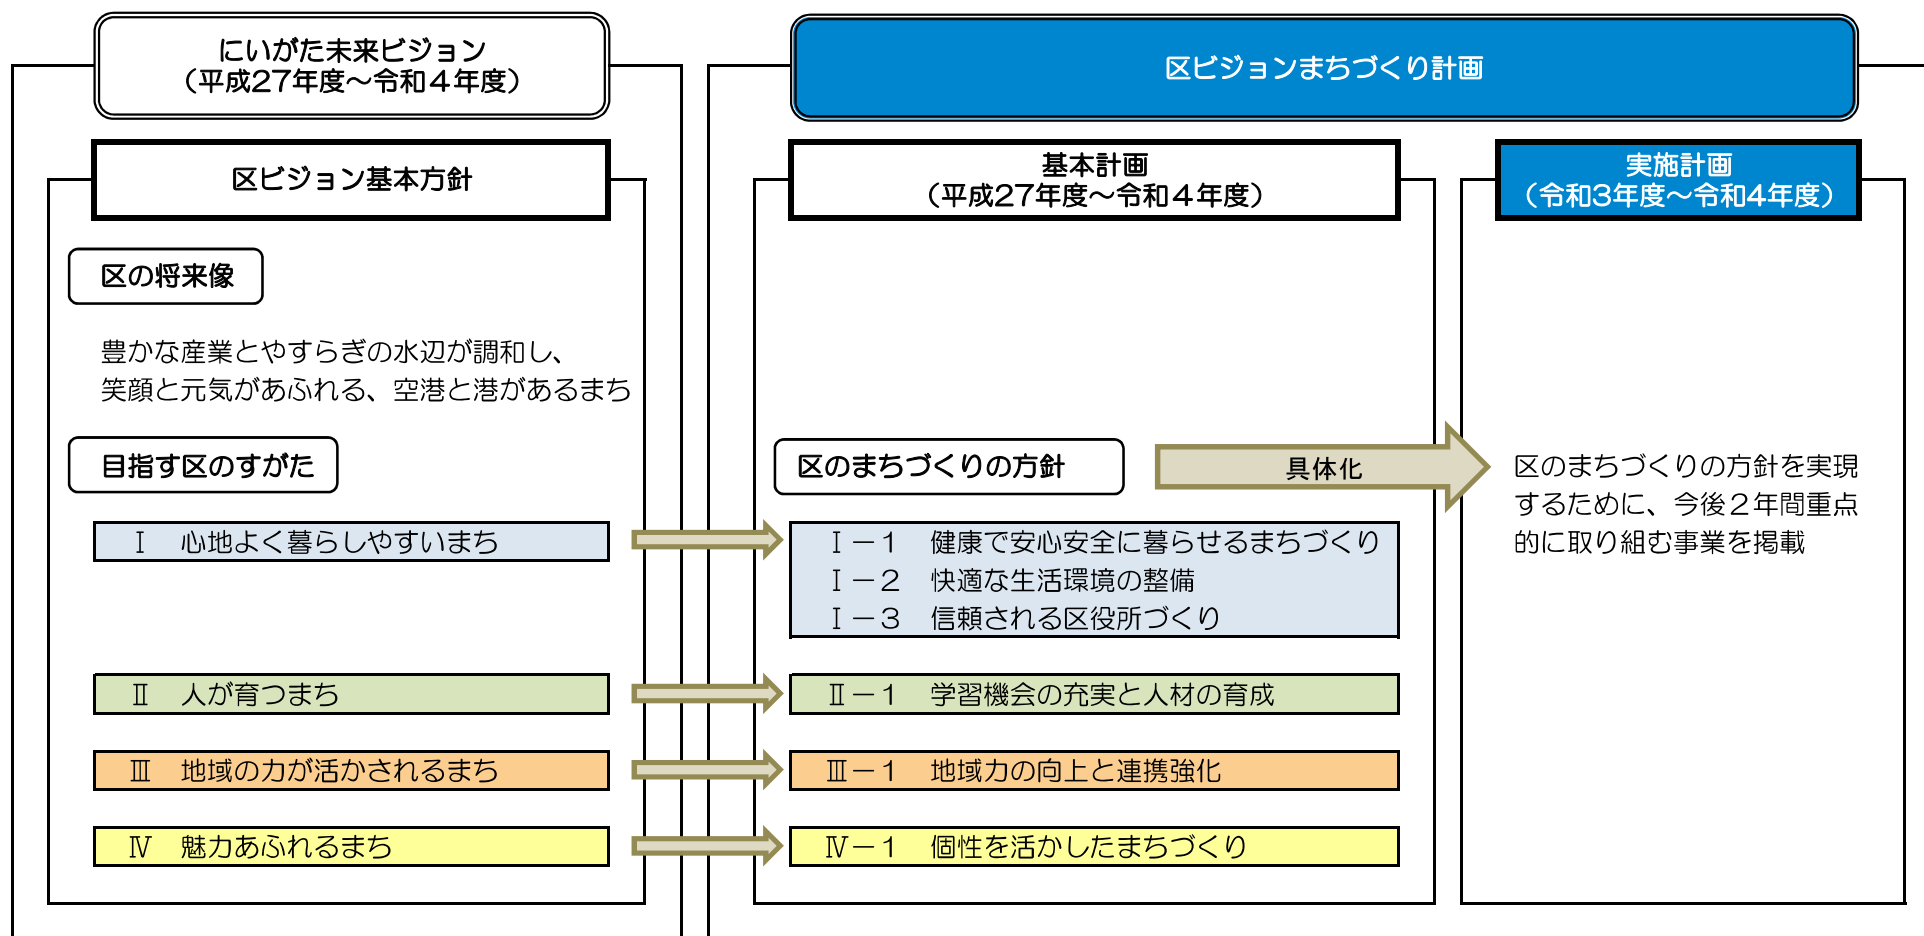 にいがた未来ビジョン
（平成27年度～令和４年度）
区ビジョン基本方針
区の将来像
豊かな産業とやすらぎの水辺が調和し、
笑顔と元気があふれる、空港と港があるまち
目指す区のすがた
Ⅰ　心地よく暮らしやすいまち
Ⅱ　人が育つまち
Ⅲ　地域の力が活かされるまち
Ⅳ　魅力あふれるまち
区ビジョンまちづくり計画
基本計画
（平成27年度～令和４年度）
区のまちづくりの方針
具体化
Ⅰ－１　健康で安心安全に暮らせるまちづくり
Ⅰ－２　快適な生活環境の整備
Ⅰ－３　信頼される区役所づくり
Ⅱ－１　学習機会の充実と人材の育成
Ⅲ－１　地域力の向上と連携強化
Ⅳ－１　個性を活かしたまちづくり
実施計画
（令和3年度～令和4年度）
区のまちづくりの方針を実現
するために、今後２年間重点
的に取り組む事業を掲載